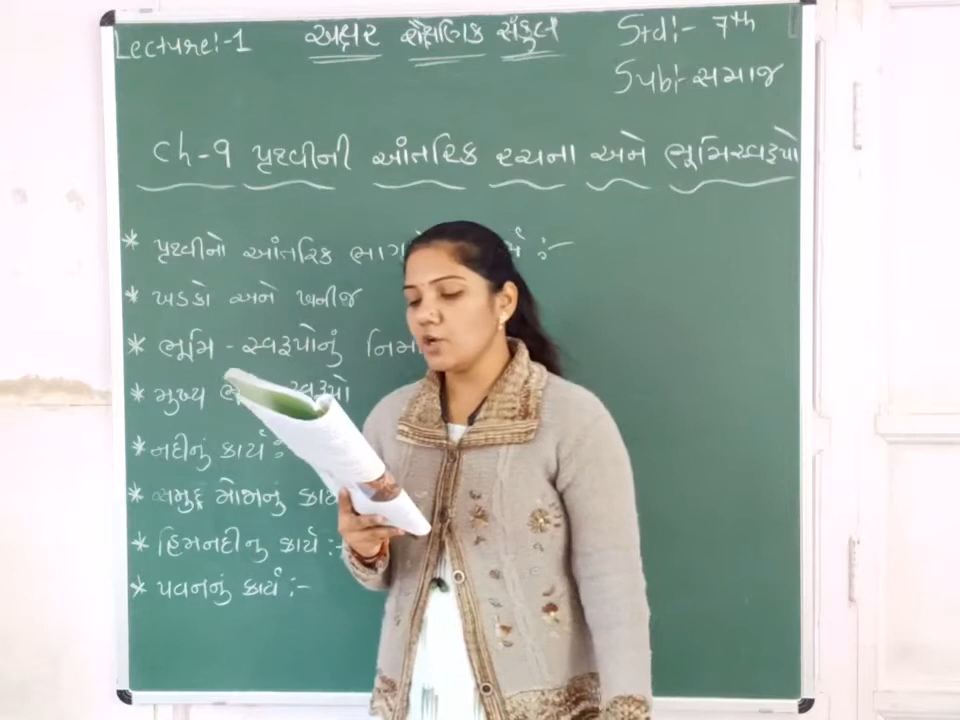 Lecture:-1 અક્ષર શૈક્ષણિક સંકુલ Std:- 7th
Sub:- સમાજ
Ch-9 પૃથ્વીની આંતરિક રચના અને ભૂમિસ્વરૂપો
* પૃથ્વીનો આંતરિક :-
* ખડકો અને ખનીજ
* ભૂમિ - સ્વરૂપોનું
* મુખ્ય
* નદીનું કાર્ય :
* સમુદ્ર મોજાનું
* હિમનદીનુ કાર્ય :-
* પવનનું કાર્ય :-